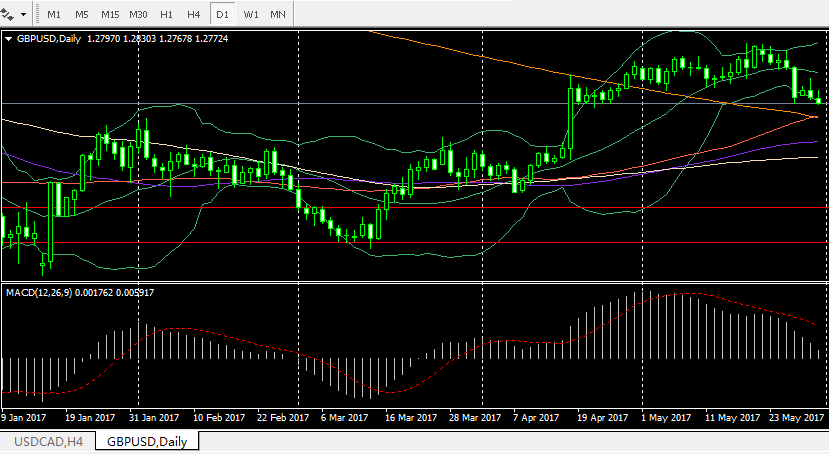 M1 M5 M15 M30 H1 H4 D1 W1 MN
GBPUSD,Daily 1.27970 1.28303 1.27678 1.27724
MACD(12,26,9) 0.001762 0.005917
9 Jan 2017 19 Jan 2017 31 Jan 2017 10 Feb 2017 22 Feb 2017 6 Mar 2017 16 Mar 2017 28 Mar 2017 7 Apr 2017 19 Apr 2017 1 May 2017 11 May 2017 23 May 2017
USDCAD,H4 GBPUSD,Daily